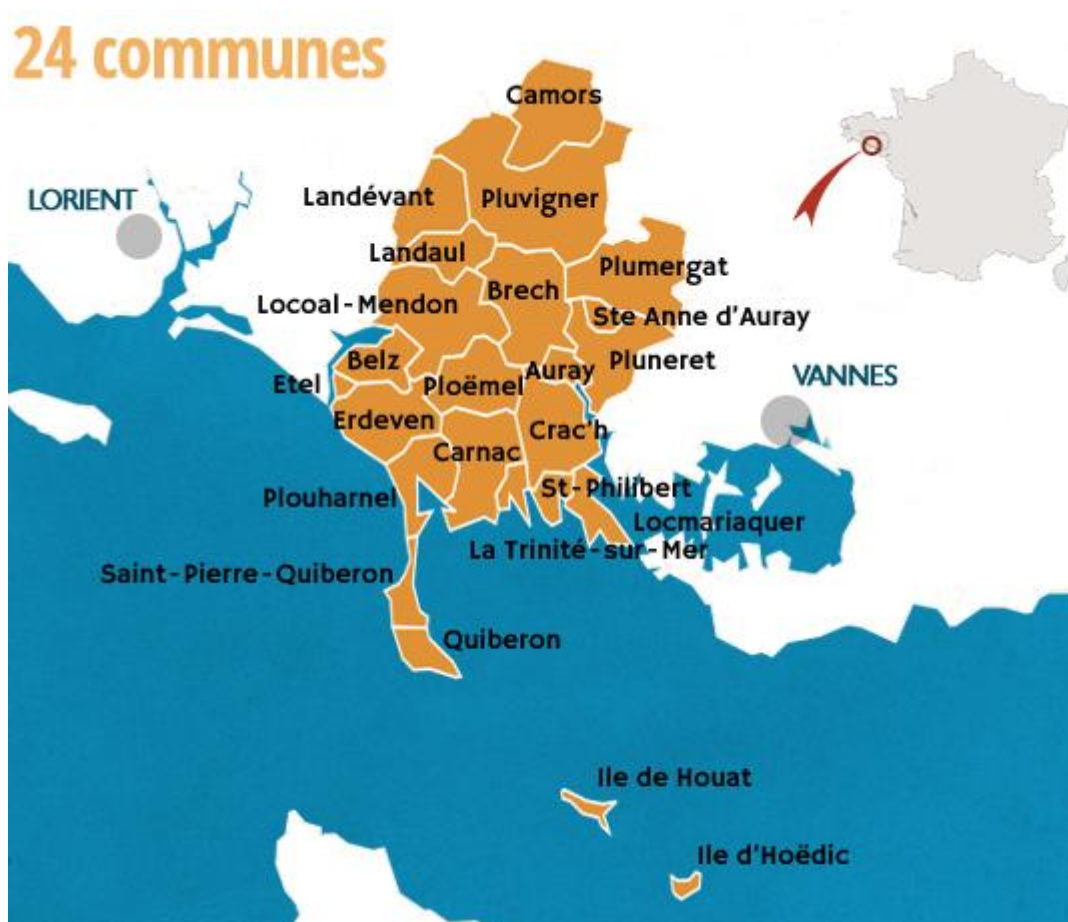 24 communes
Camors
LORIENT
Landévant
Pluvigner
Landaul
Plumergat
Brech
Locoal-Mendon
Ste Anne d'Auray
Belz
Auray
Pluneret
Etel
Ploëmel
VANNES
Erdeven
Crac'h
Carnac
St-Philibert
Plouharnel
Locmariaquer
La Trinité-sur-Mer
Saint-Pierre-Quiberon
Quiberon
Ile de Houat
Ile d'Hoëdic